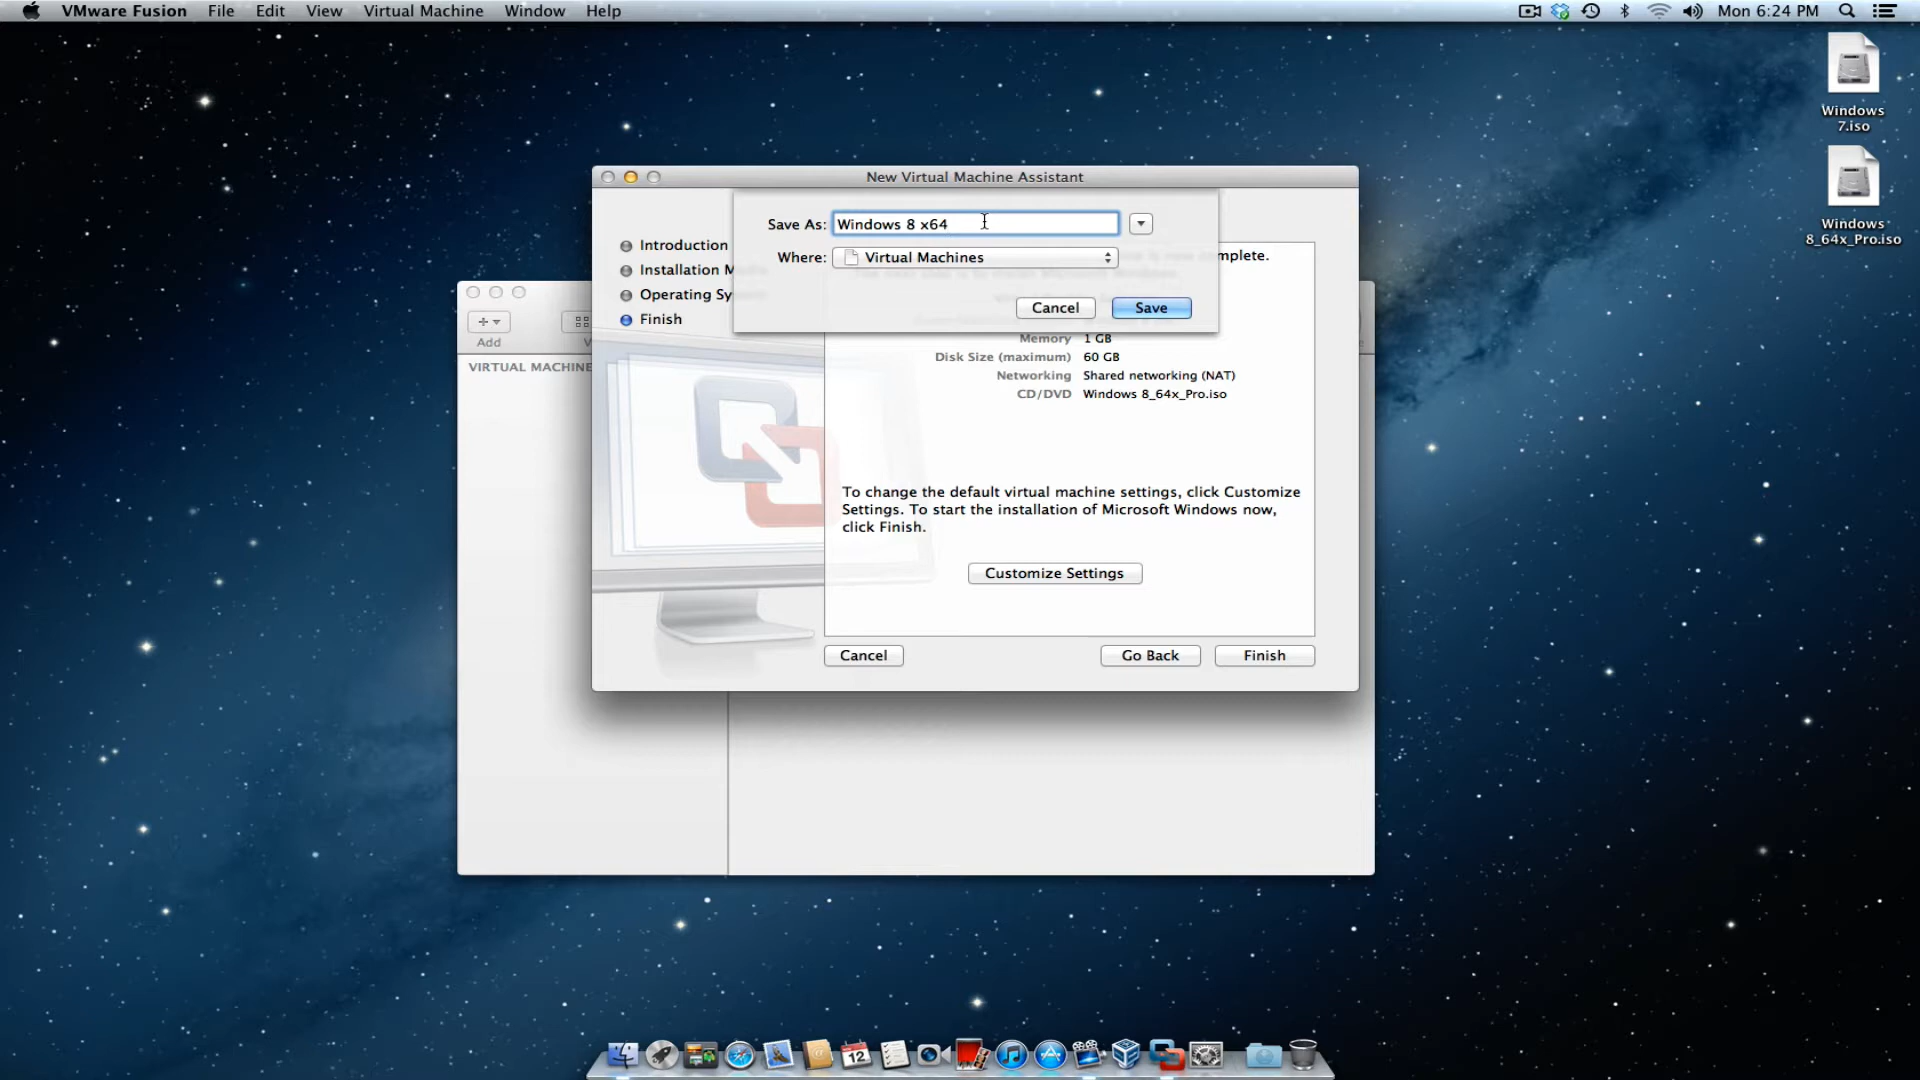 VMware Fusion File Edit View Virtual Machine Window Help Mon 6:24 PM
Windows
7.iso
Windows
8_64x_Pro.iso
New Virtual Machine Assistant
Save As: Windows 8 x64
Where: Virtual Machines
Cancel Save
Introduction
Installation M
Operating Sy
Finish
mplete.
Add
VIRTUAL MACHINE
Memory 1 GB
Disk Size (maximum) 60 GB
Networking Shared networking (NAT)
CD/DVD Windows 8_64x_Pro.iso
To change the default virtual machine settings, click Customize
Settings. To start the installation of Microsoft Windows now,
click Finish.
Customize Settings
Cancel Go Back Finish
12